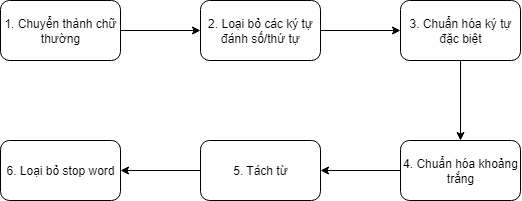 1. Chuyển thành chữ
thường
2. Loại bỏ các ký tự
đánh số/thứ tự
3. Chuẩn hóa ký tự
đặc biệt
4. Chuẩn hóa khoảng
trắng
5. Tách từ
6. Loại bỏ stop word